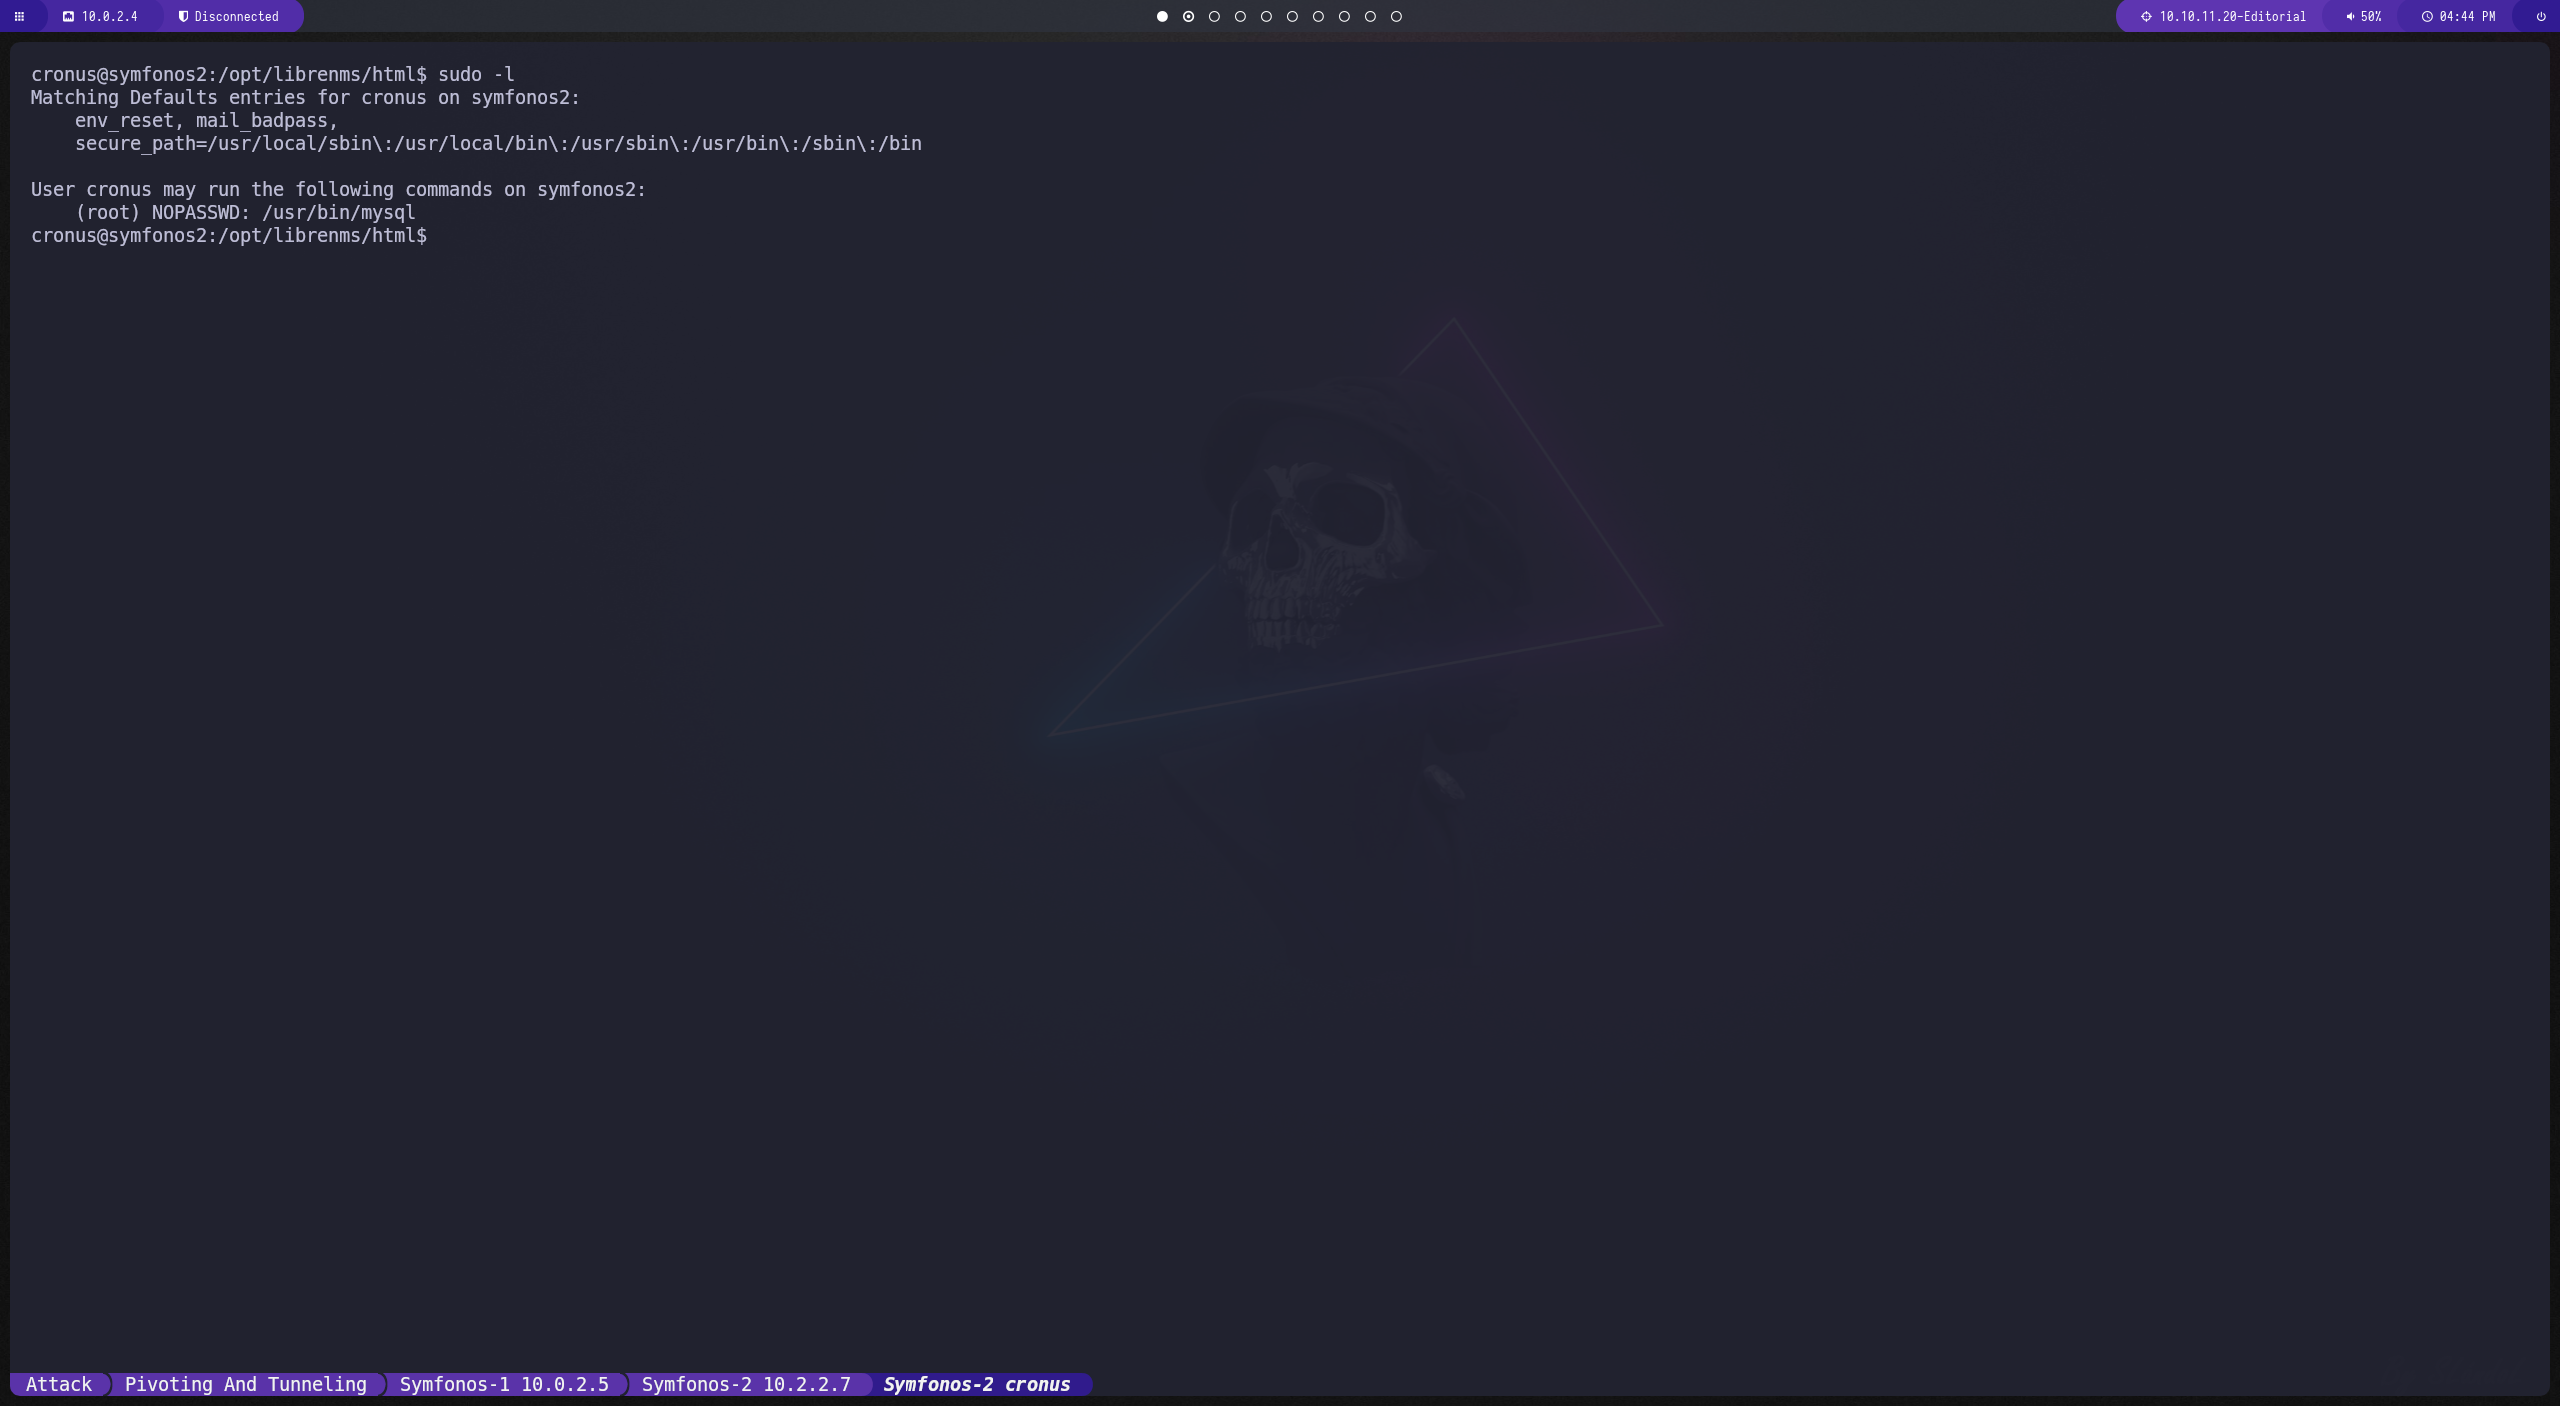 10.0.2.4 Disconnected 10.10.11.20-Editorial 50% 04:44 PM
cronus@symfonos2:/opt/librenms/html$ sudo -l
Matching Defaults entries for cronus on symfonos2:
    env_reset, mail_badpass,
    secure_path=/usr/local/sbin\:/usr/local/bin\:/usr/sbin\:/usr/bin\:/sbin\:/bin

User cronus may run the following commands on symfonos2:
    (root) NOPASSWD: /usr/bin/mysql
cronus@symfonos2:/opt/librenms/html$
Attack Pivoting And Tunneling Symfonos-1 10.0.2.5 Symfonos-2 10.2.2.7 Symfonos-2 cronus